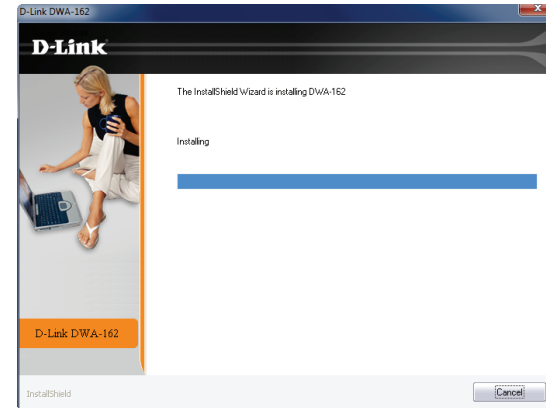 D-Link DWA-162
D-Link
The InstallShield Wizard is installing DWA-162
Installing
D-Link DWA-162
InstallShield
Cancel